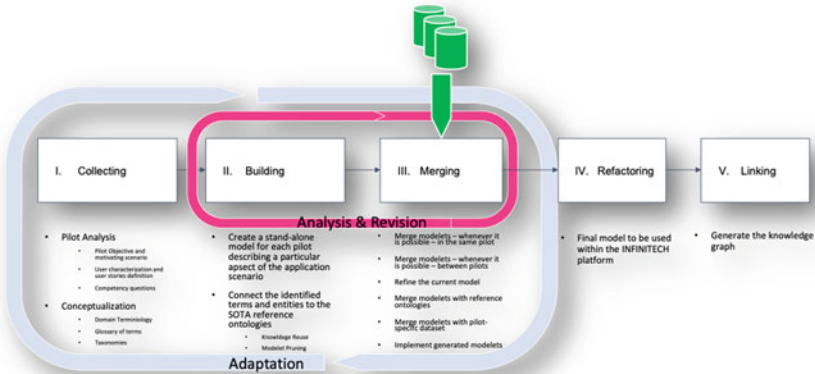 I. Collecting
II. Building
III. Merging
IV. Refactoring
V. Linking
Analysis & Revision
• Pilot Analysis
• Pilot Objective and
motivating scenario
• User characterization and
user stories definition
• Competency questions
• Conceptualization
• Domain Terminiology
• Glossary of terms
• Taxonomies
• Create a stand-alone
model for each pilot
describing a particular
apsect of the application
scenario
• Connect the identified
terms and entities to the
SOTA reference
ontologies
• Knowldage Reuse
• Modelet Pruning
• Merge modelets – whenever it
is possible – in the same pilot
• Merge modelets – whenever it is
possible – between pilots
• Refine the current model
• Merge modelets with reference
ontologies
• Merge modelets with pilot-
specifc dataset
• Implement generated modelets
• Final model to be used
within the INFINITECH
platform
• Generate the knowledge
graph
Adaptation